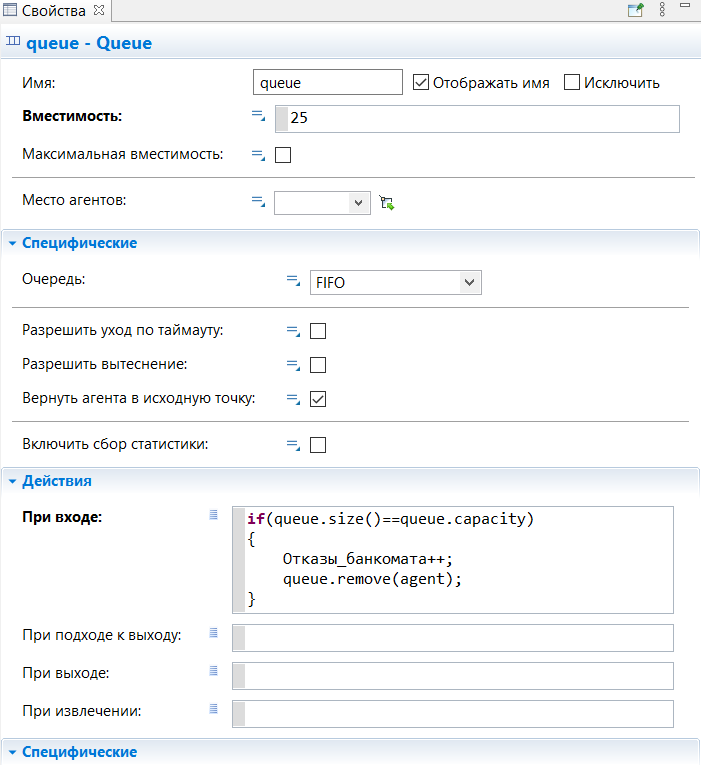 Свойства
queue - Queue
Имя: queue Отображать имя Исключить
Вместимость: 25
Максимальная вместимость:
Место агентов:
Специфические
Очередь: FIFO
Разрешить уход по таймауту:
Разрешить вытеснение:
Вернуть агента в исходную точку:
Включить сбор статистики:
Действия
При входе: if(queue.size()==queue.capacity)
{
Отказы_банкомата++;
queue.remove(agent);
}
При подходе к выходу:
При выходе:
При извлечении:
Специфические